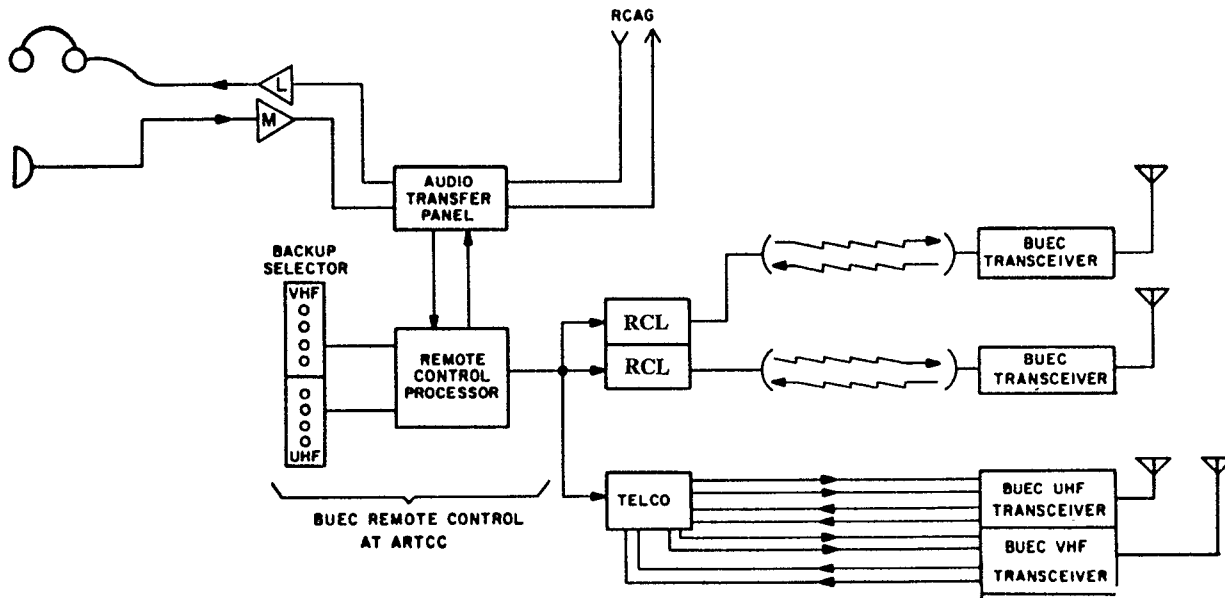 RCAG
L
M
AUDIO
TRANSFER
PANEL
BACKUP
SELECTOR
VHF
UHF
REMOTE
CONTROL
PROCESSOR
BUEC REMOTE CONTROL
AT ARTCC
RCL
RCL
TELCO
BUEC
TRANSCEIVER
BUEC
TRANSCEIVER
BUEC UHF
TRANSCEIVER
BUEC VHF
TRANSCEIVER